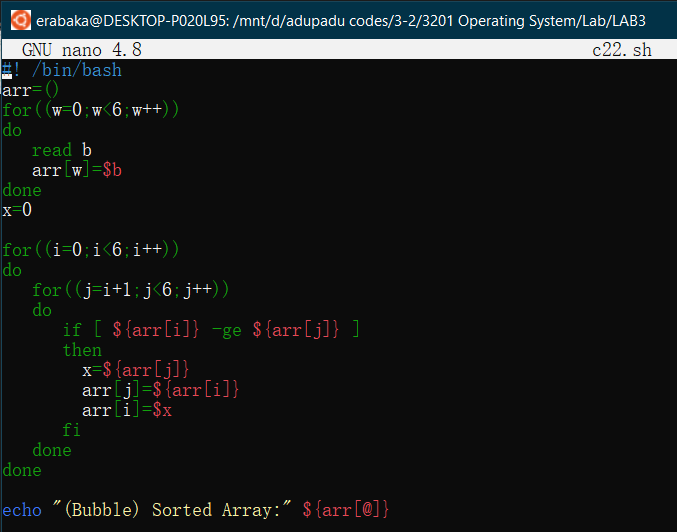 erabaka@DESKTOP-P020L95: /mnt/d/adupadu codes/3-2/3201 Operating System/Lab/LAB3
GNU nano 4.8 c22.sh
#! /bin/bash
arr=()
for((w=0;w<6;w++))
do
   read b
   arr[w]=$b
done
x=0

for((i=0;i<6;i++))
do
   for((j=i+1;j<6;j++))
   do
      if [ ${arr[i]} -ge ${arr[j]} ]
      then
        x=${arr[j]}
        arr[j]=${arr[i]}
        arr[i]=$x
      fi
   done
done

echo "(Bubble) Sorted Array:" ${arr[@]}